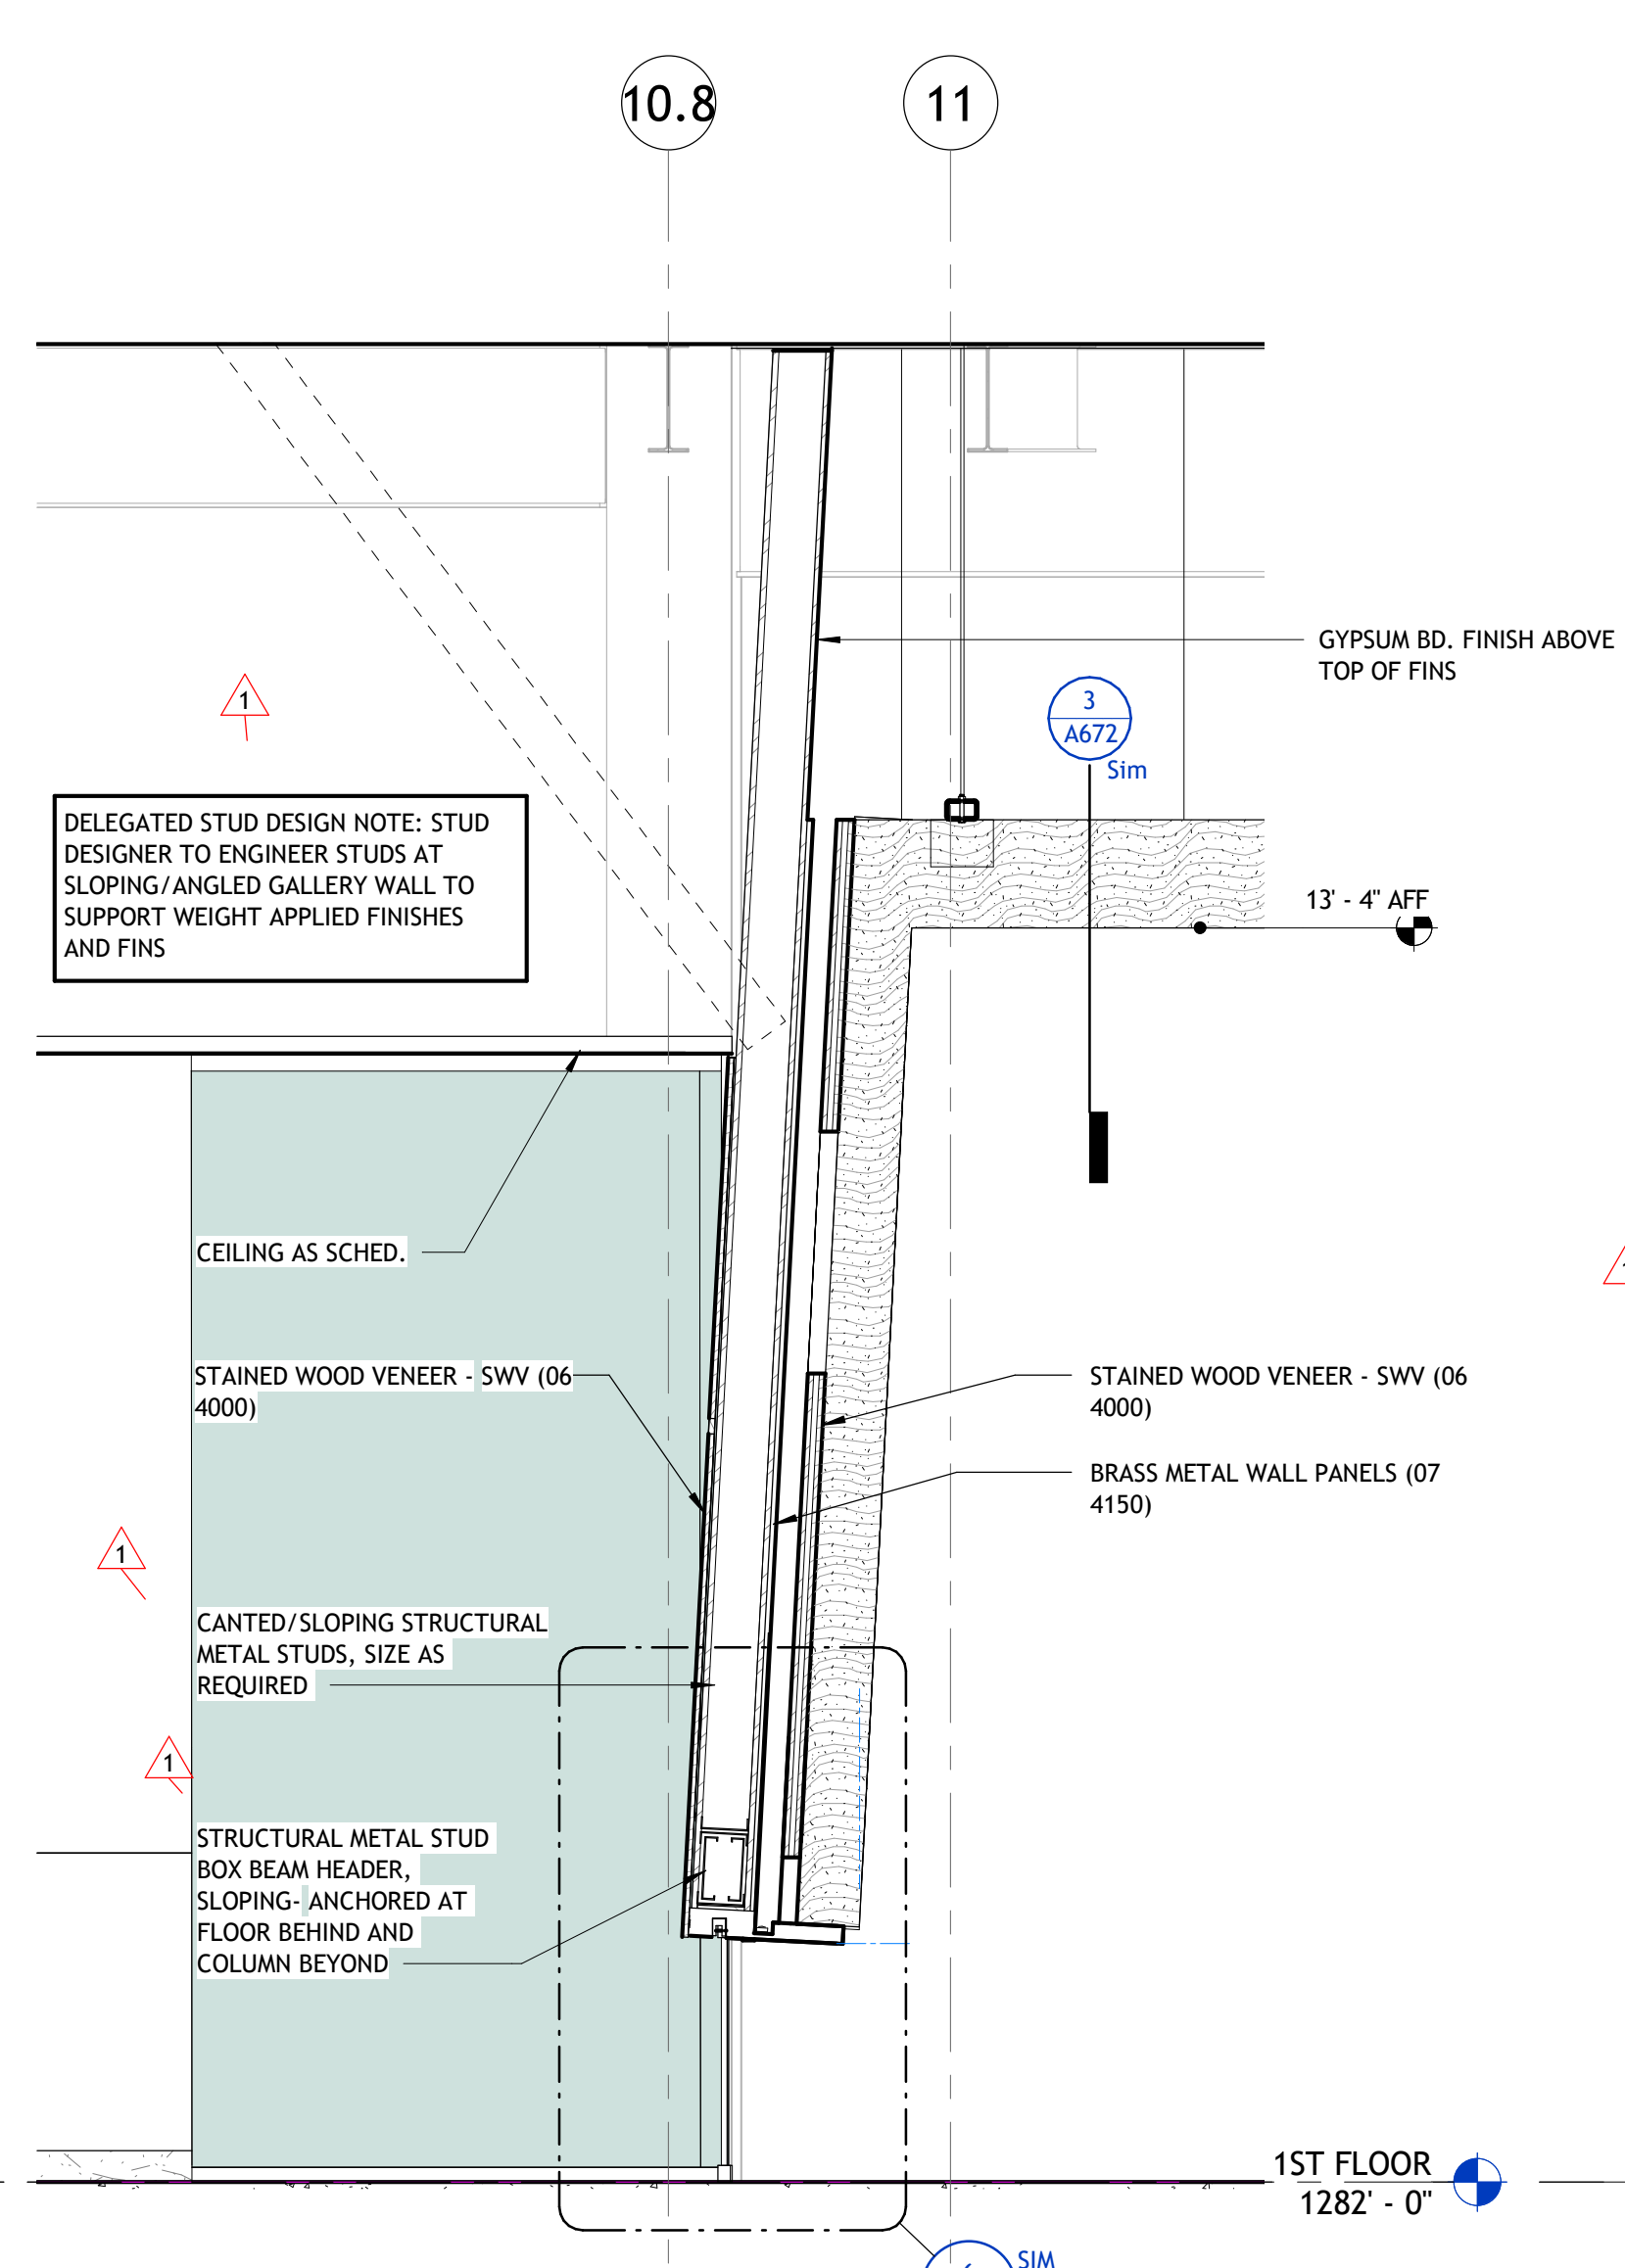 10.8
11
GYPSUM BD. FINISH ABOVE
TOP OF FINS
1
3
A672
Sim
DELEGATED STUD DESIGN NOTE: STUD
DESIGNER TO ENGINEER STUDS AT
SLOPING/ANGLED GALLERY WALL TO
SUPPORT WEIGHT APPLIED FINISHES
AND FINS
13' - 4" AFF
CEILING AS SCHED.
STAINED WOOD VENEER - SWV (06
4000)
STAINED WOOD VENEER - SWV (06
4000)
BRASS METAL WALL PANELS (07
4150)
1
CANTED/SLOPING STRUCTURAL
METAL STUDS, SIZE AS
REQUIRED
1
STRUCTURAL METAL STUD
BOX BEAM HEADER,
SLOPING- ANCHORED AT
FLOOR BEHIND AND
COLUMN BEYOND
1ST FLOOR
1282' - 0"
SIM